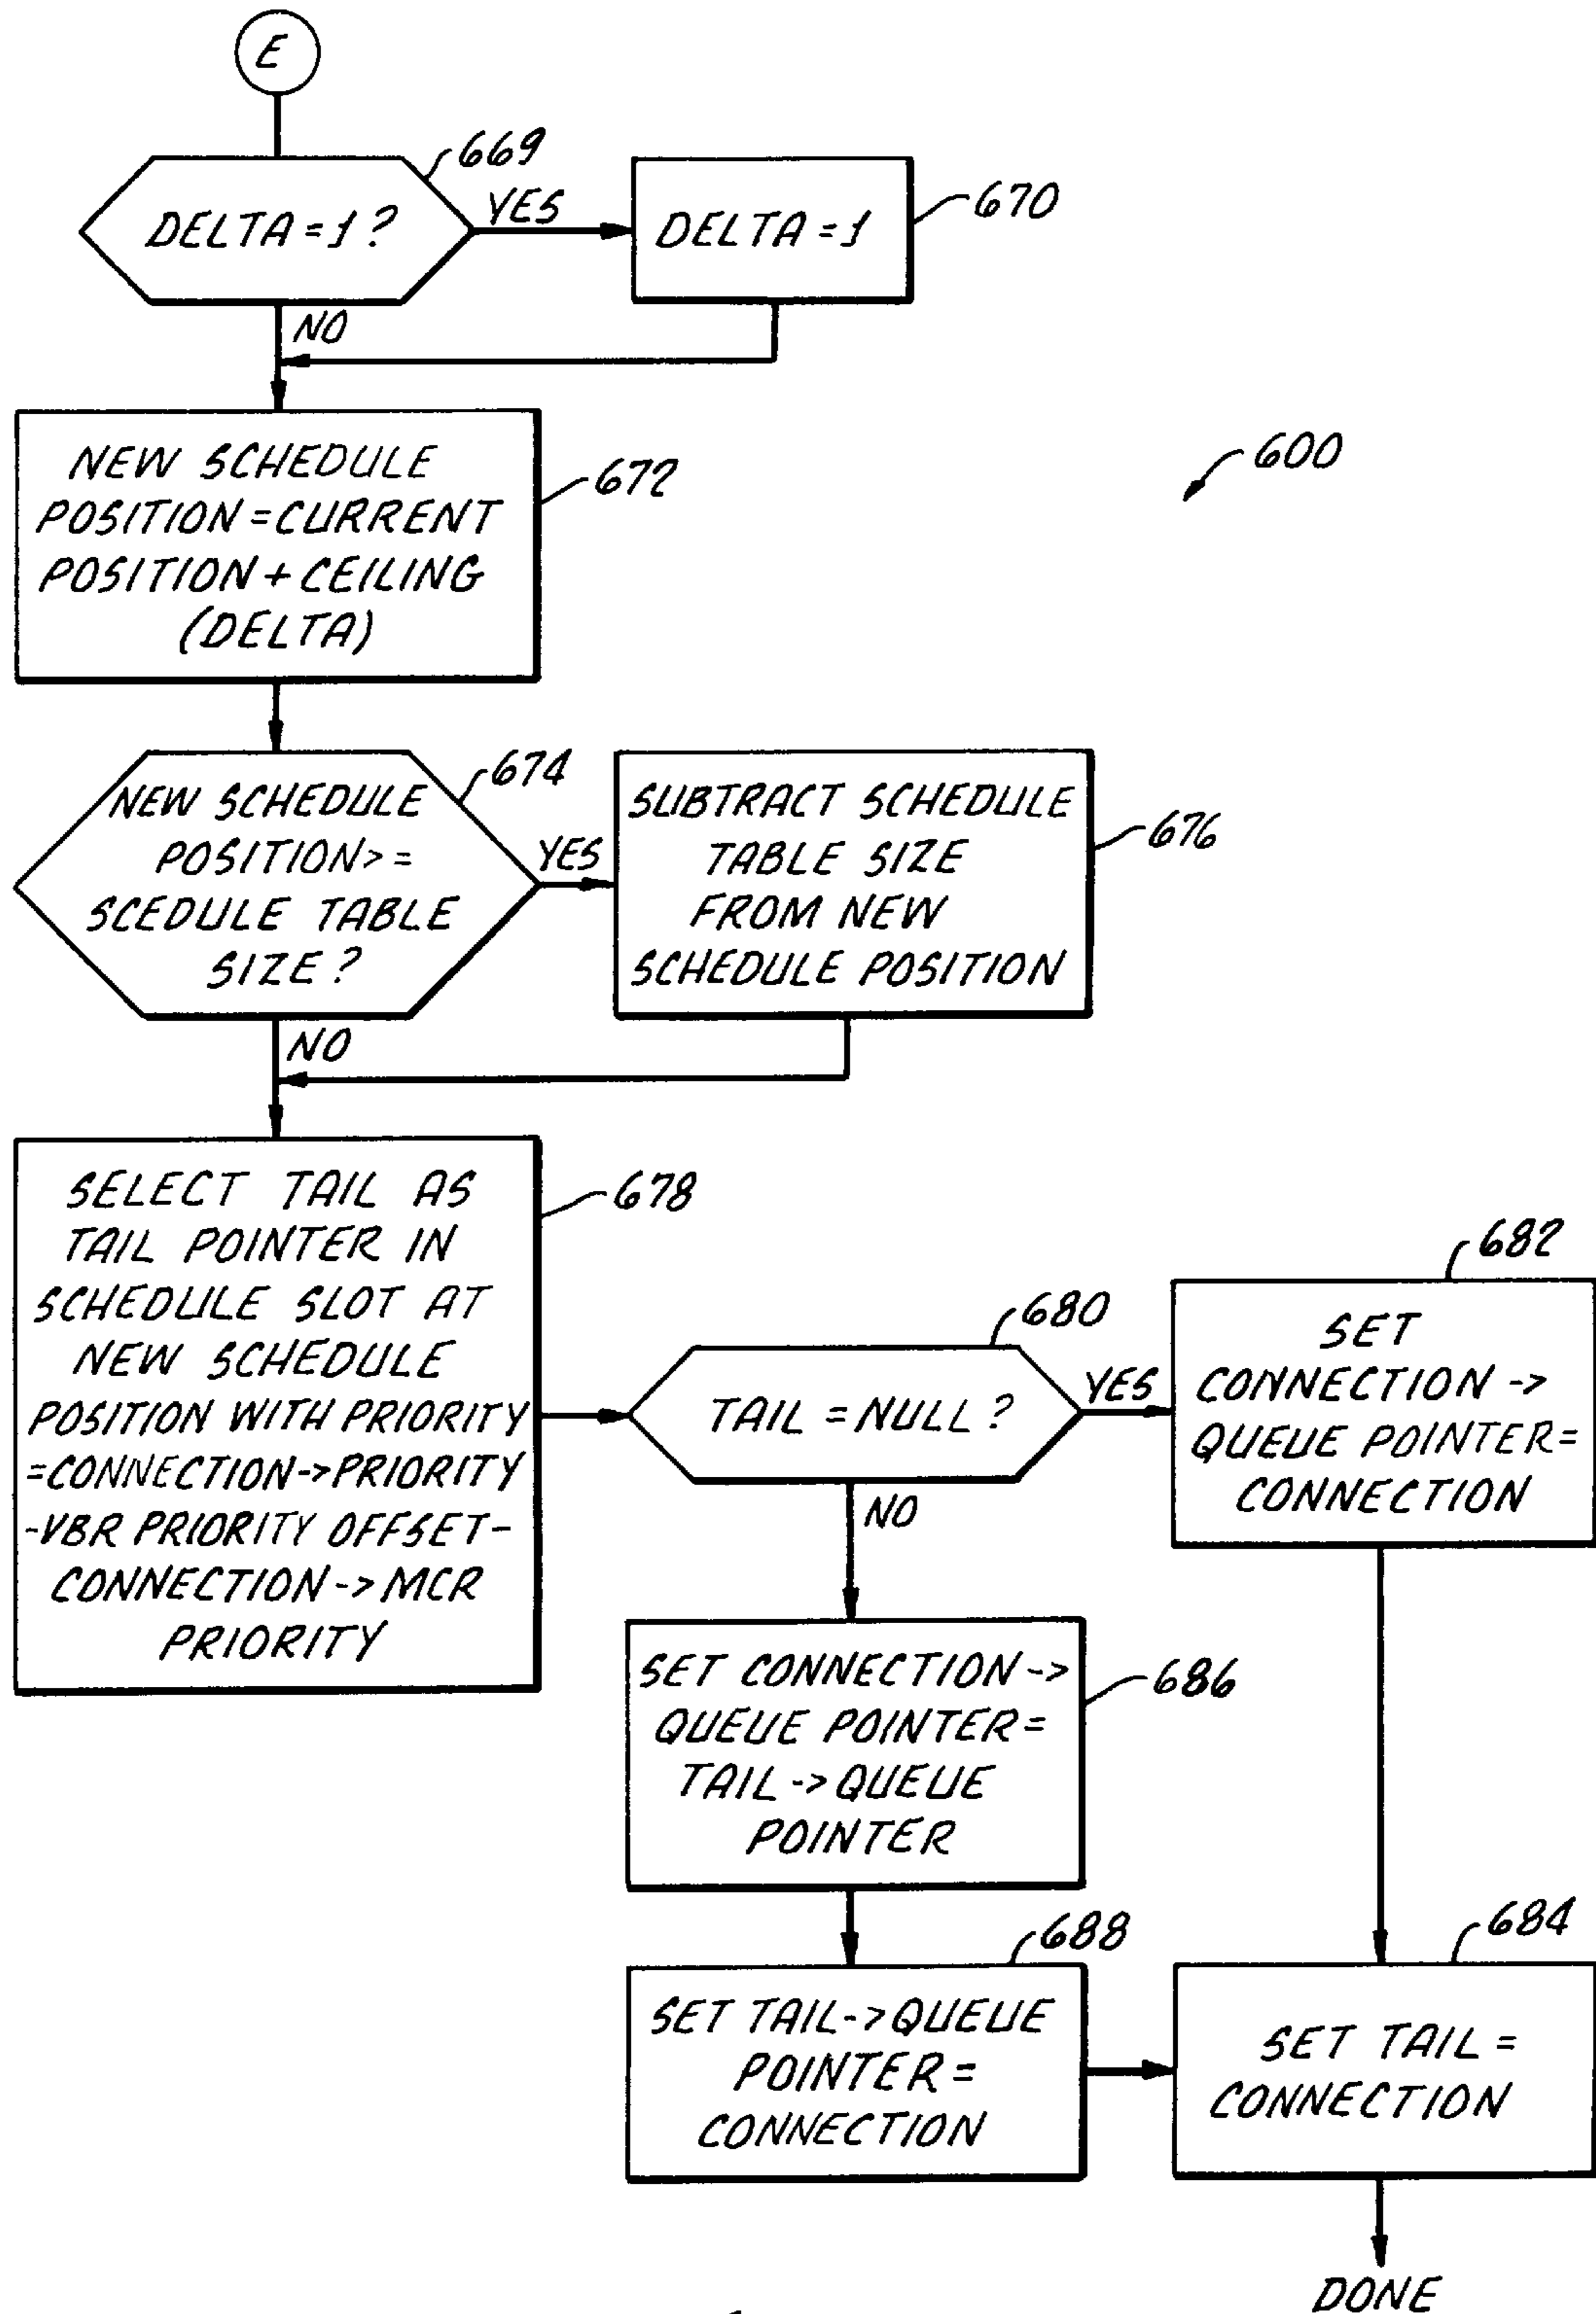 E
669
DELTA=1?
YES
DELTA=1
670
NO
NEW SCHEDULE
POSITION=CURRENT
POSITION+CEILING
(DELTA)
672
600
NEW SCHEDULE
POSITION>=
SCEDULE TABLE
SIZE?
674
YES
SUBTRACT SCHEDULE
TABLE SIZE
FROM NEW
SCHEDULE POSITION
676
NO
SELECT TAIL AS
TAIL POINTER IN
SCHEDULE SLOT AT
NEW SCHEDULE
POSITION WITH PRIORITY
=CONNECTION->PRIORITY
-VBR PRIORITY OFFSET-
CONNECTION->MCR
PRIORITY
678
TAIL=NULL?
680
YES
SET
CONNECTION->
QUEUE POINTER=
CONNECTION
682
NO
SET CONNECTION->
QUEUE POINTER=
TAIL->QUEUE
POINTER
686
SET TAIL->QUEUE
POINTER=
CONNECTION
688
SET TAIL=
CONNECTION
684
DONE